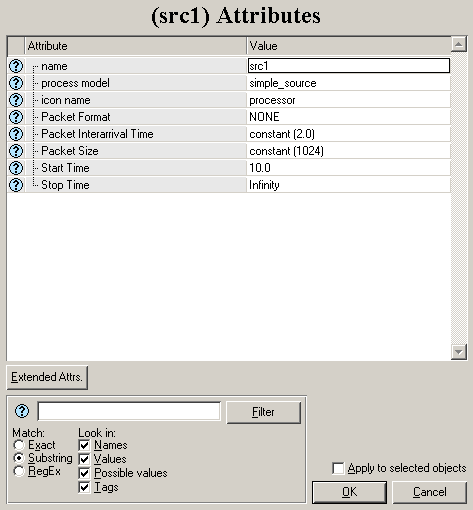 (src1) Attributes
Attribute Value
? name src1
? process model simple_source
? icon name processor
? Packet Format NONE
? Packet Interarrival Time constant (2.0)
? Packet Size constant (1024)
? Start Time 10.0
? Stop Time Infinity
Extended Attrs.
? Filter
Match: Look in:
Exact Names
Substring Values
RegEx Possible values
Tags
Apply to selected objects
OK Cancel